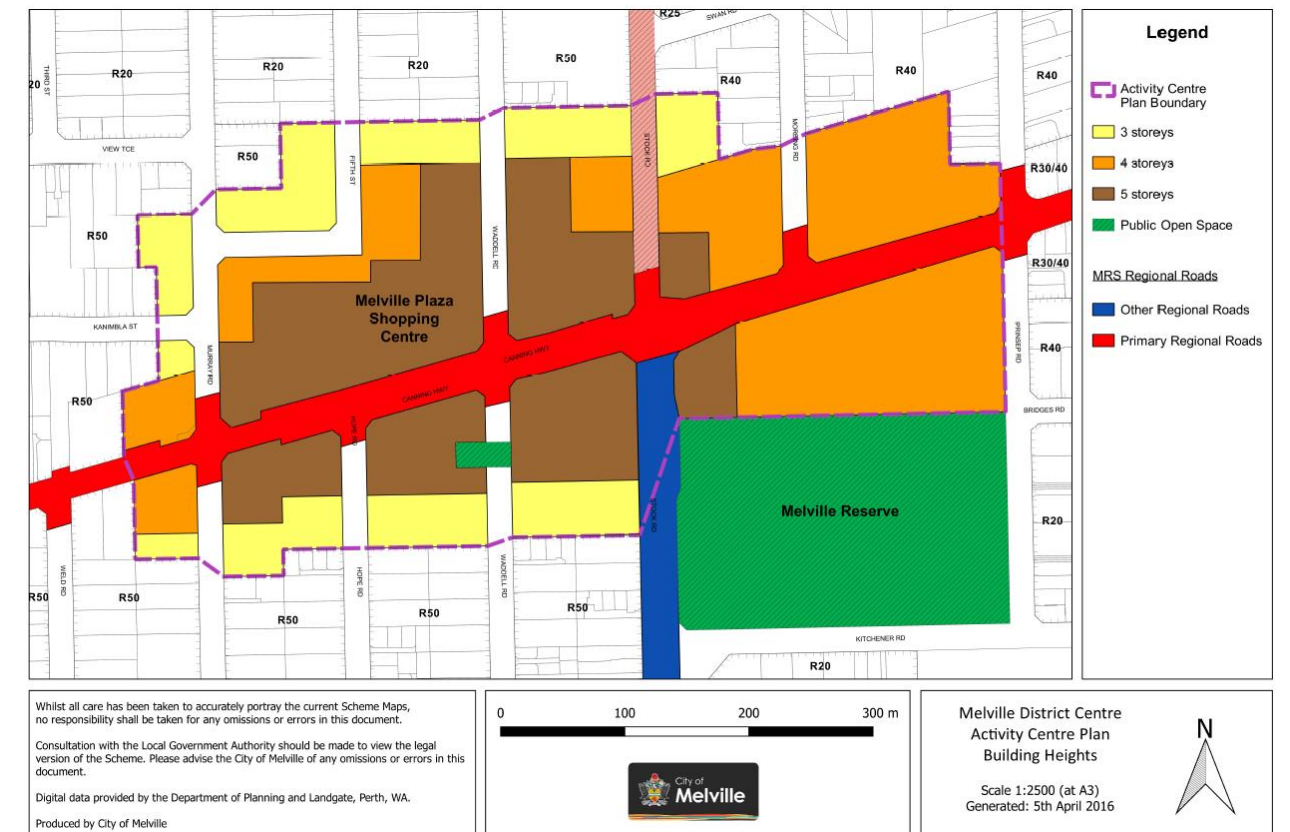 R25
SWAN RD
R50
R20
R20
R20
20
R40
R40
R40
THIRD ST
VIEW TCE
R50
FIFTH ST
STOCK RD
MORENG RD
R30/40
R50
WADDELL RD
R30/40
Melville Plaza
Shopping
Centre
KANIMBLA ST
MURRAY RD
CANNING HWY
CANNING HWY
PRINSEP RD
R40
R50
HOPE RD
BRIDGES RD
Melville Reserve
R20
WELD RD
HOPE RD
WADDELL RD
R50
R50
R50
R50
R50
KITCHENER RD
R20
Legend
Activity Centre
Plan Boundary
3 storeys
4 storeys
5 storeys
Public Open Space
MRS Regional Roads
Other Regional Roads
Primary Regional Roads
Whilst all care has been taken to accurately portray the current Scheme Maps,
no responsibility shall be taken for any omissions or errors in this document.
Consultation with the Local Government Authority should be made to view the legal
version of the Scheme. Please advise the City of Melville of any omissions or errors in this
document.
Digital data provided by the Department of Planning and Landgate, Perth, WA.
Produced by City of Melville
0 100 200 300 m
City of
Melville
Melville District Centre
Activity Centre Plan
Building Heights
Scale 1:2500 (at A3)
Generated: 5th April 2016
N